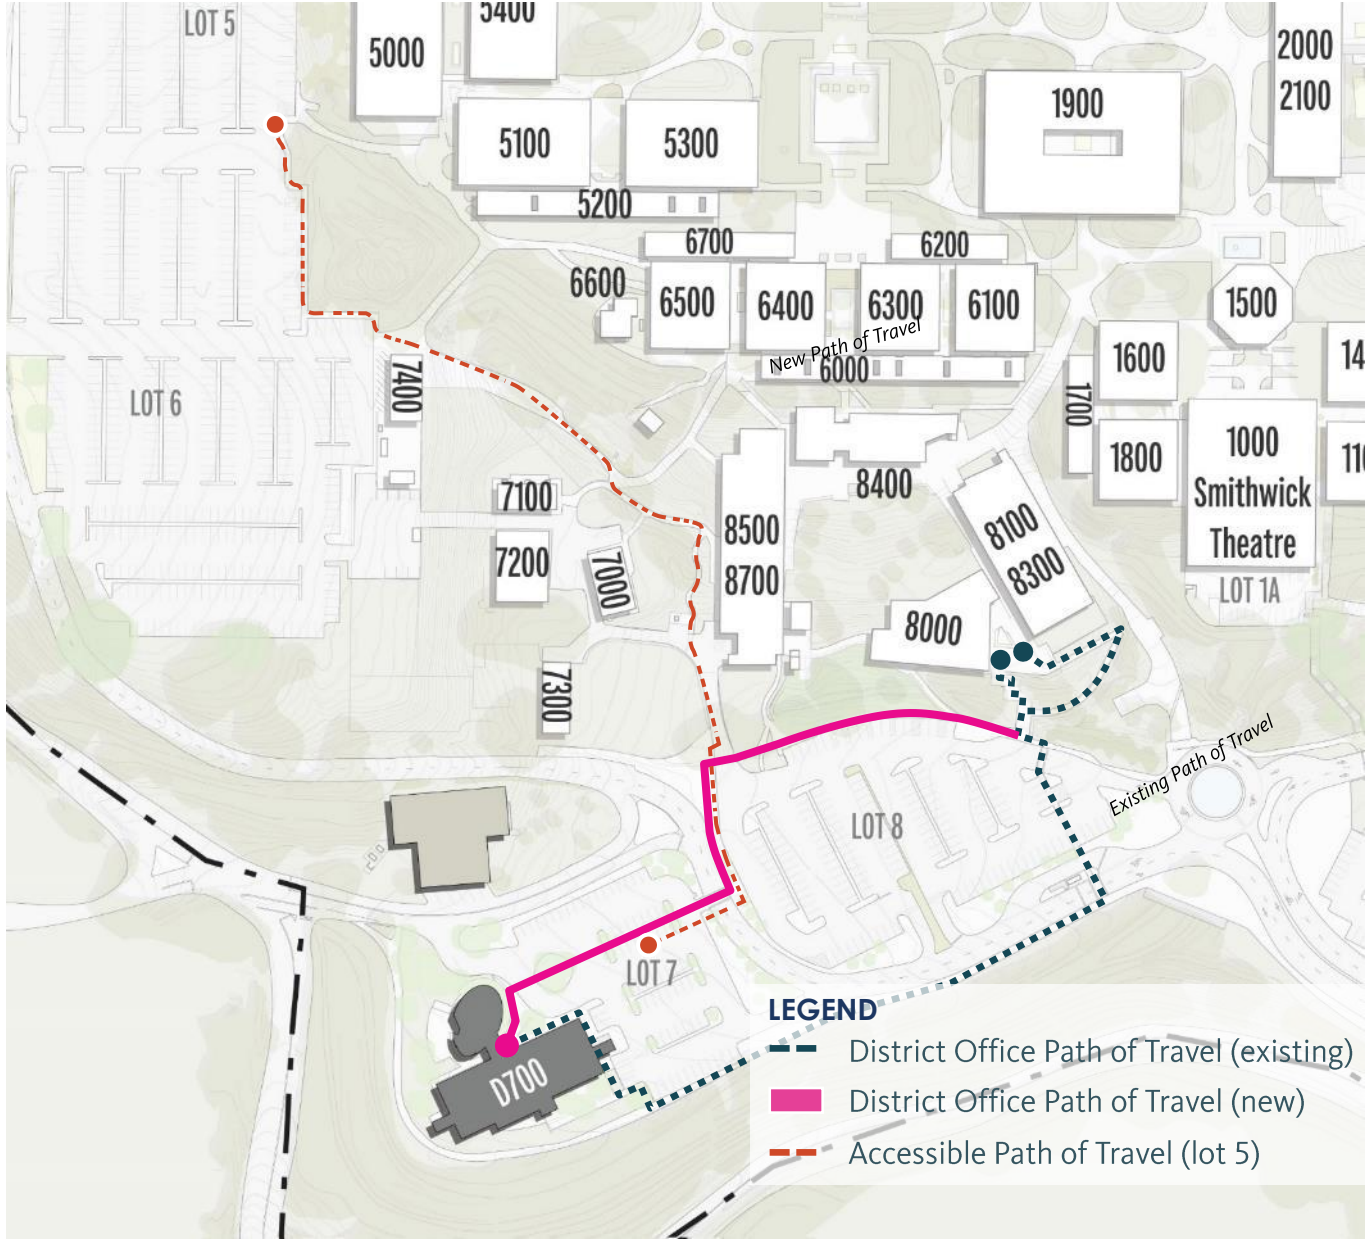 LOT 5
5000
5400
2000
2100
1900
5100
5300
5200
6700
6200
6600
6500
6400
6300
6100
1500
New Path of Travel
6000
1600
14
7400
LOT 6
1700
1800
1000
Smithwick
Theatre
110
8400
7100
8500
8700
8100
8300
7200
7000
LOT 1A
8000
7300
Existing Path of Travel
LOT 8
LOT 7
D700
LEGEND
District Office Path of Travel (existing)
District Office Path of Travel (new)
Accessible Path of Travel (lot 5)